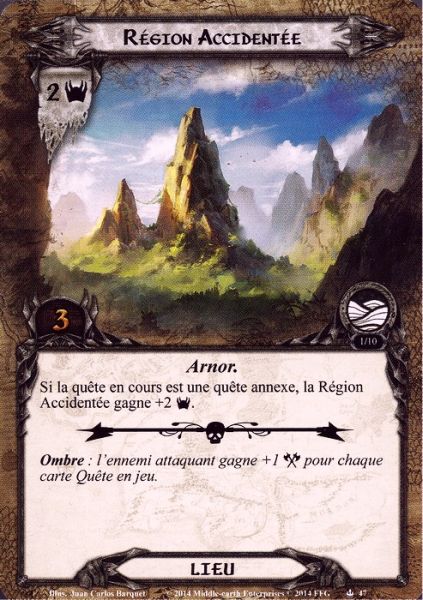 RÉGION ACCIDENTÉE
2
3
1/10
Arnor.
Si la quête en cours est une quête annexe, la Région
Accidentée gagne +2 .
Ombre : l'ennemi attaquant gagne +1 pour chaque
carte Quête en jeu.
LIEU
Illus. Juan Carlos Barquet © 2014 Middle-earth Enterprises © 2014 FFG 47